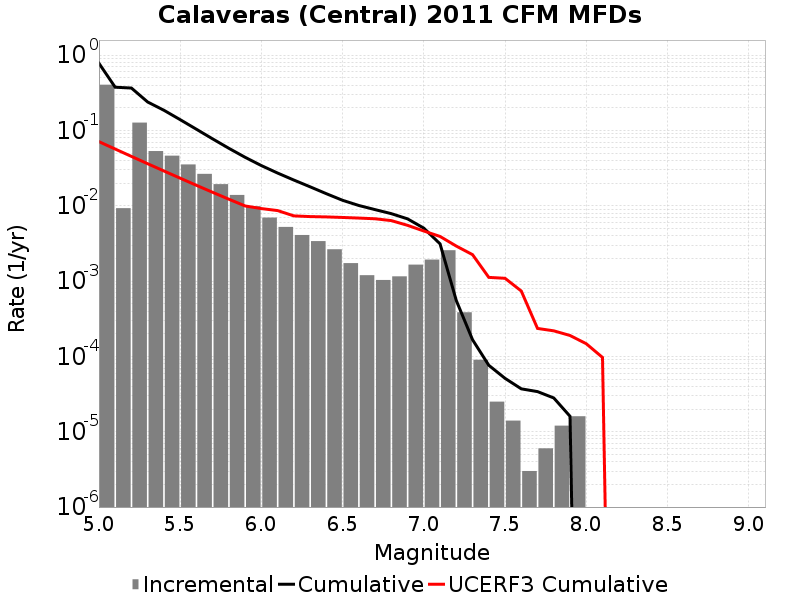 Calaveras (Central) 2011 CFM MFDs
Rate (1/yr)
10^0
10^-1
10^-2
10^-3
10^-4
10^-5
10^-6
5.0 5.5 6.0 6.5 7.0 7.5 8.0 8.5 9.0
Magnitude
Incremental Cumulative UCERF3 Cumulative